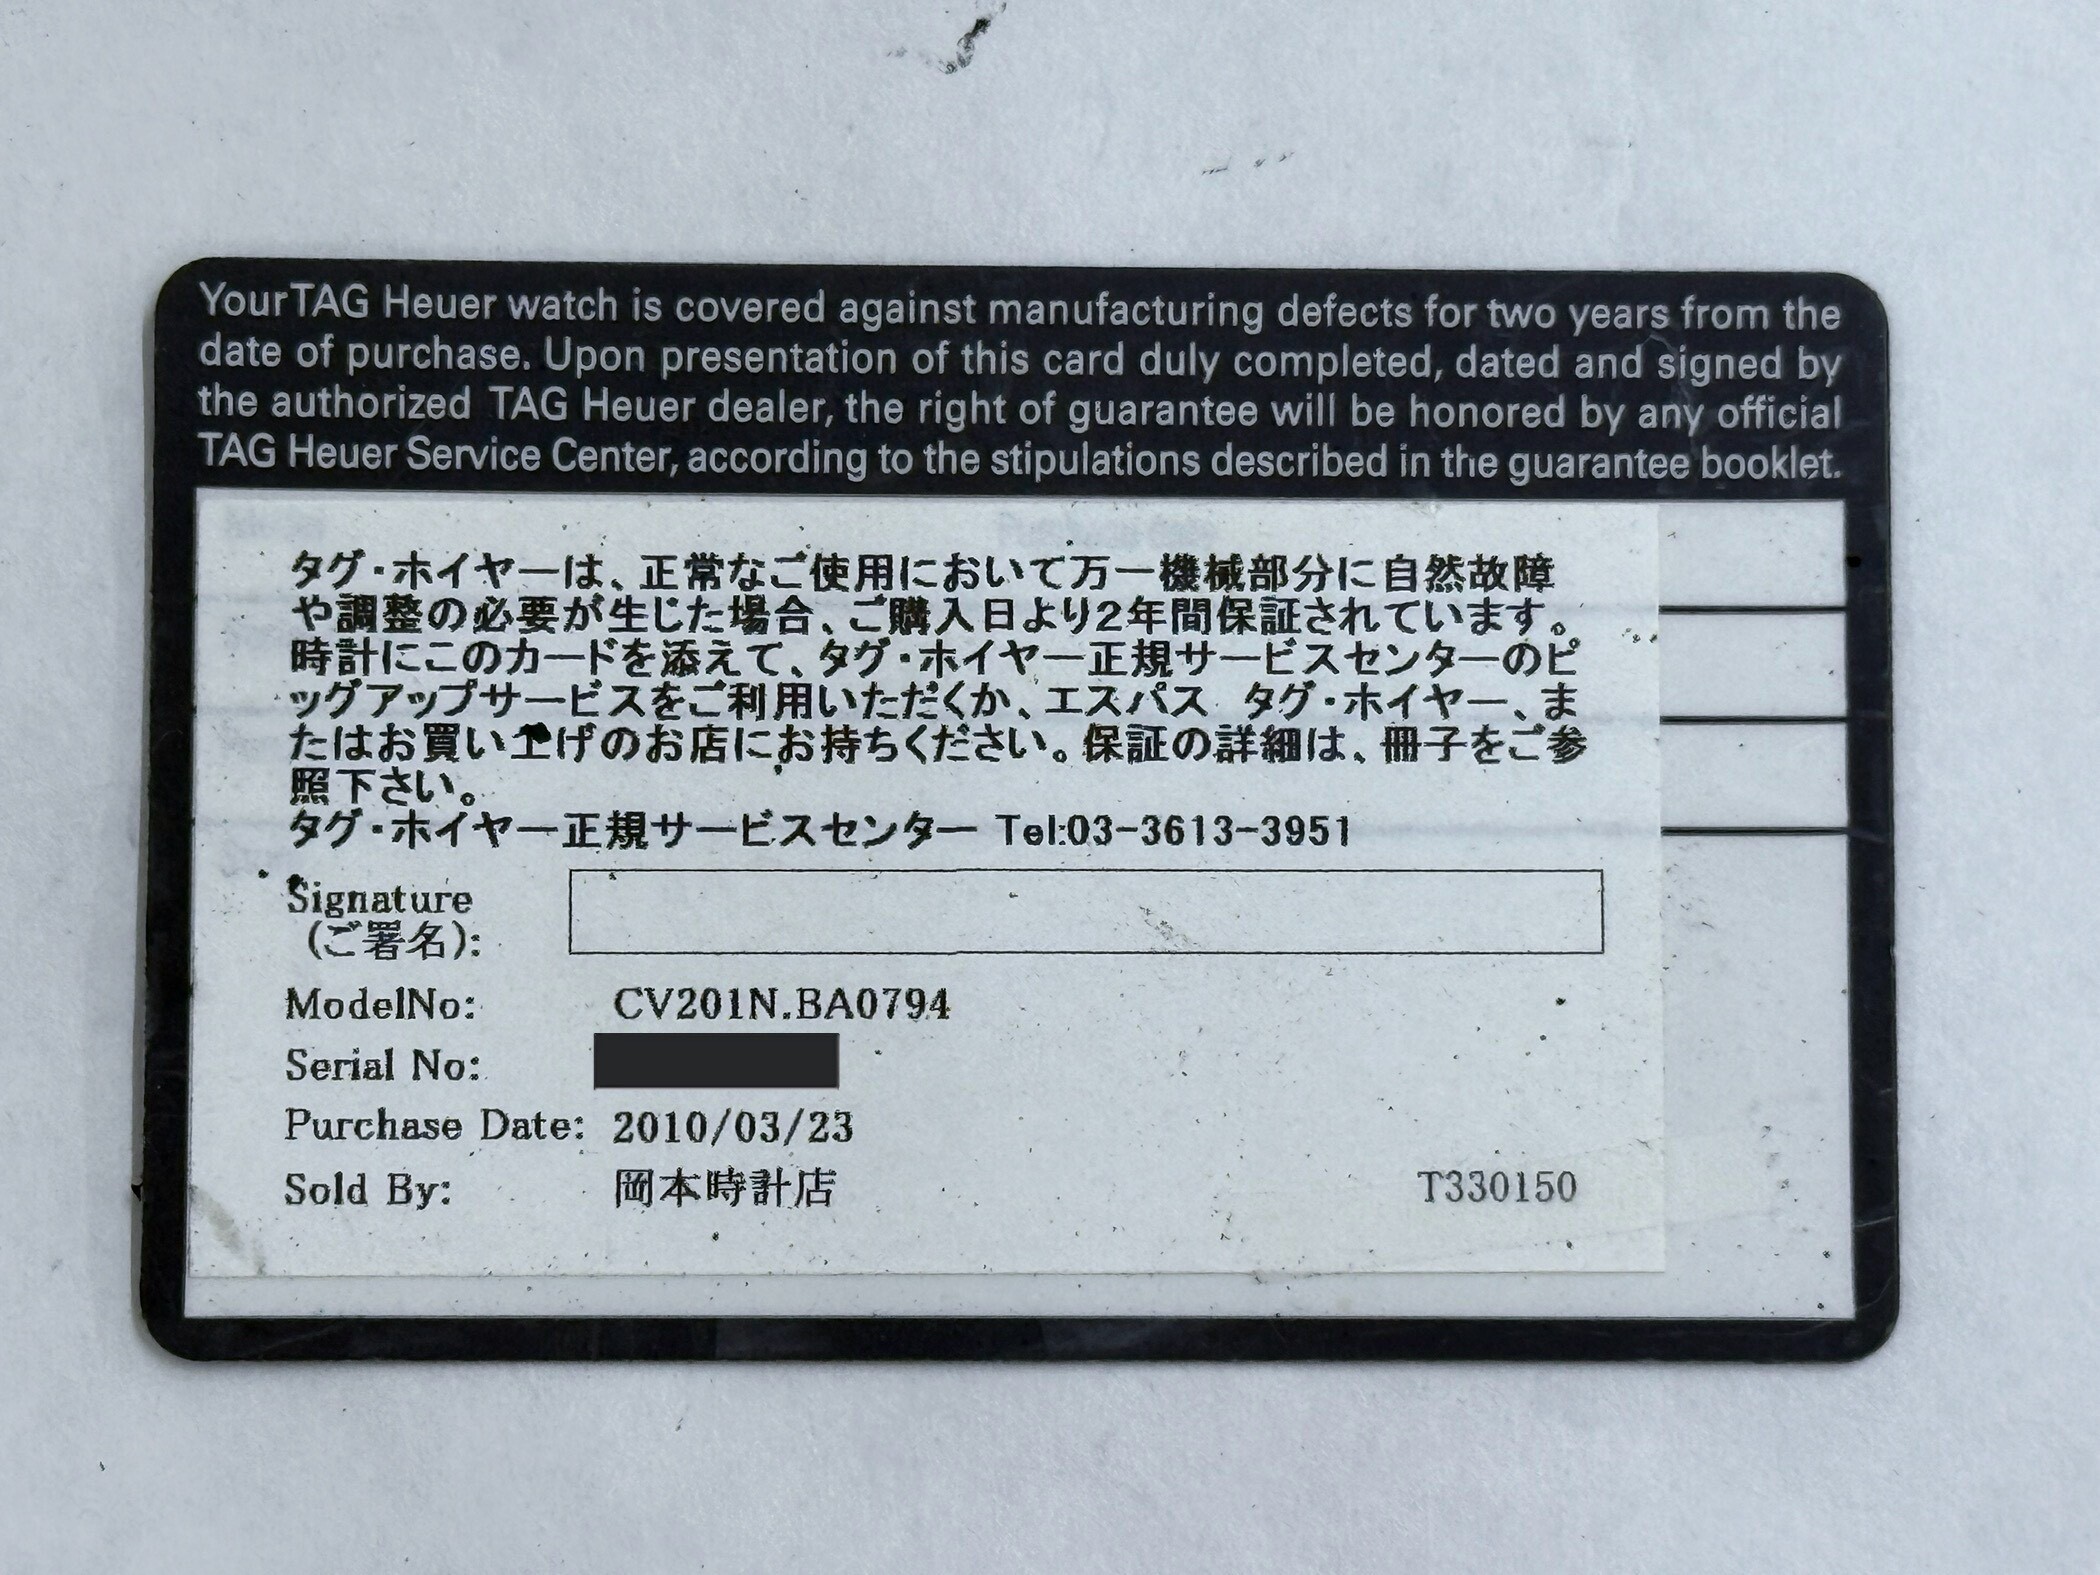 Your TAG Heuer watch is covered against manufacturing defects for two years from the
date of purchase. Upon presentation of this card duly completed, dated and signed by
the authorized TAG Heuer dealer, the right of guarantee will be honored by any official
TAG Heuer Service Center, according to the stipulations described in the guarantee booklet.
タグ・ホイヤーは、正常なご使用において万一機械部分に自然故障
や調整の必要が生じた場合、ご購入日より2年間保証されています。
時計にこのカードを添えて、タグ・ホイヤー正規サービスセンターのピ
ッグアップサービスをご利用いただくか、エスパス タグ・ホイヤー、ま
たはお買い上げのお店にお持ちください。保証の詳細は、冊子をご参
照下さい。
タグ・ホイヤー正規サービスセンター Tel:03-3613-3951
Signature
(ご署名):
ModelNo: CV201N.BA0794
Serial No:
Purchase Date: 2010/03/23
Sold By: 岡本時計店 T330150